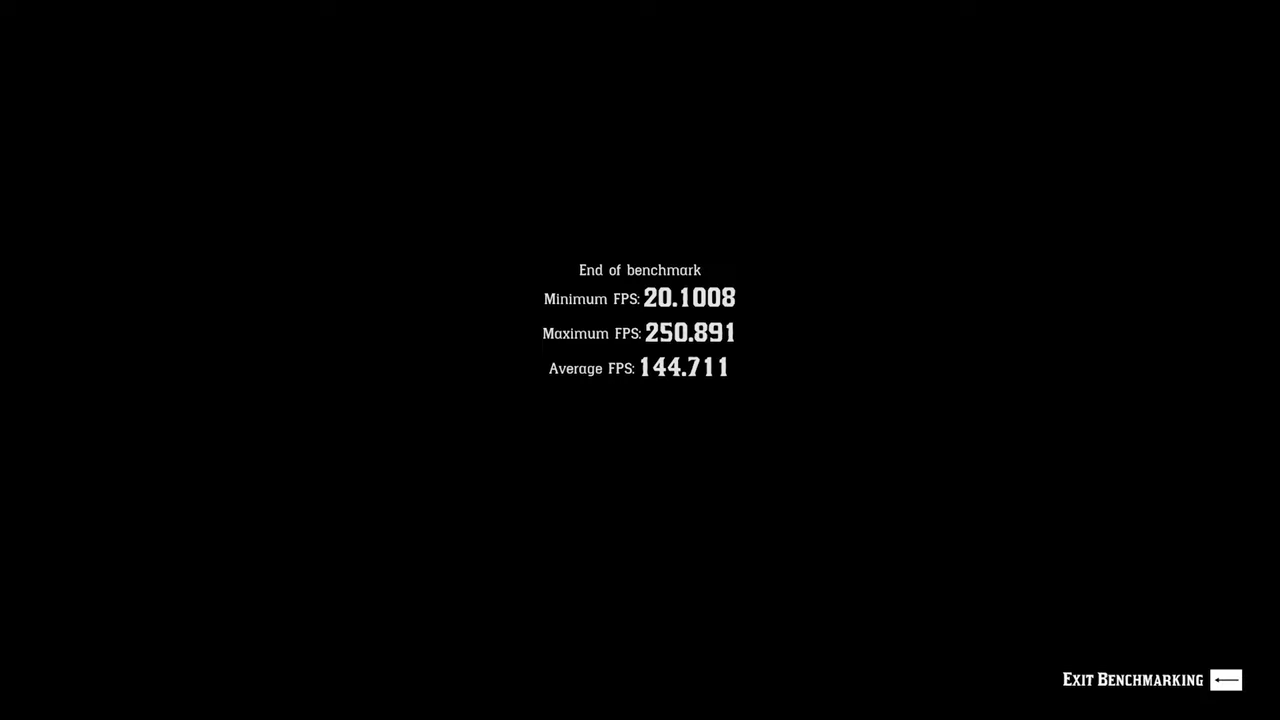 End of benchmark
Minimum FPS: 20.1008
Maximum FPS: 250.891
Average FPS: 144.711
Exit Benchmarking